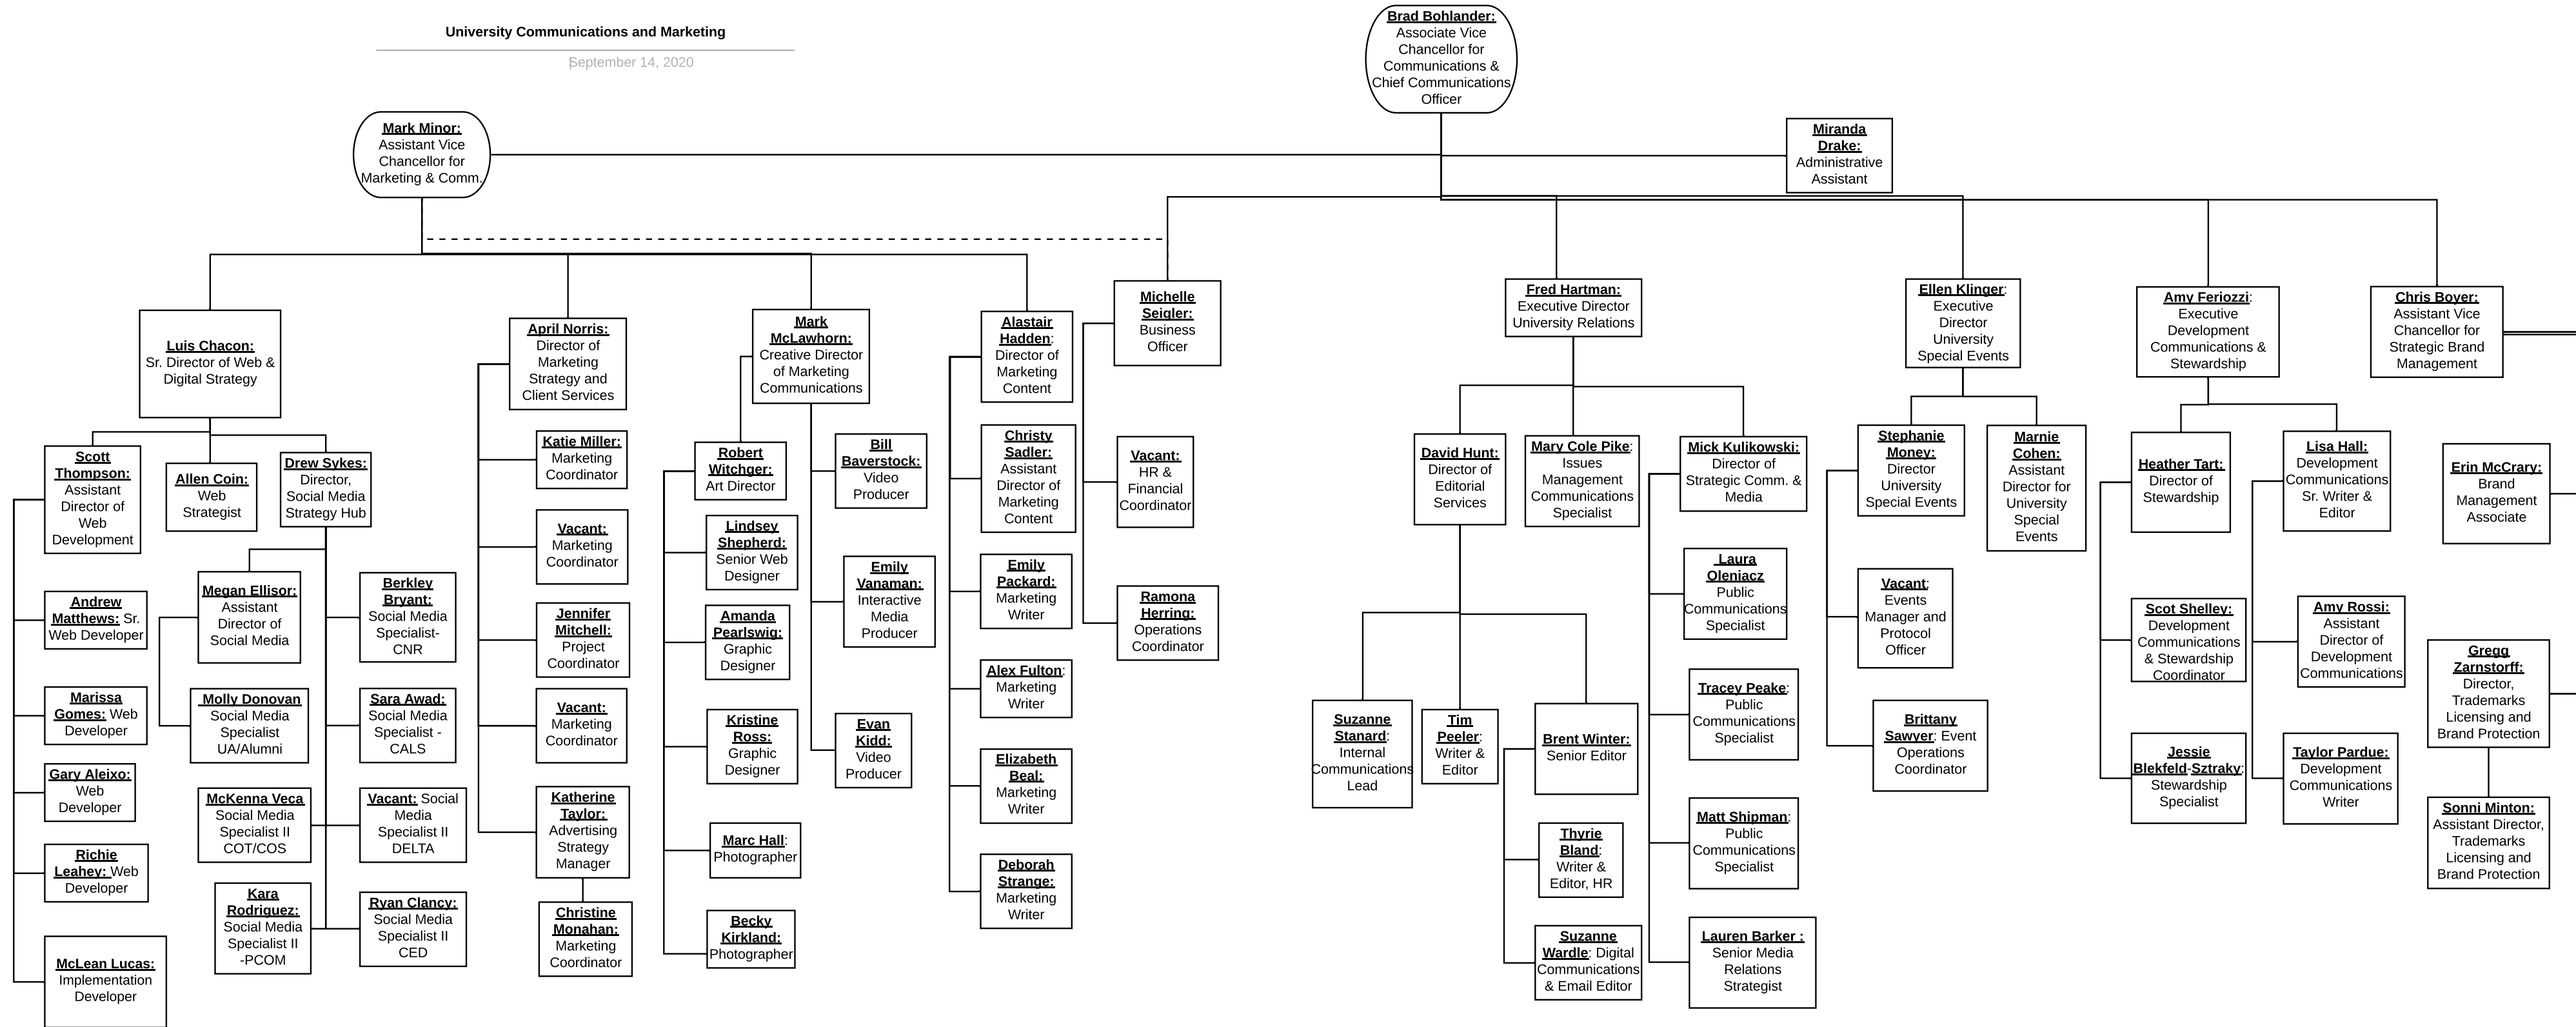 University Communications and Marketing
September 14, 2020
Brad Bohlander:
Associate Vice
Chancellor for
Communications &
Chief Communications
Officer
Mark Minor:
Assistant Vice
Chancellor for
Marketing & Comm.
Miranda
Drake:
Administrative
Assistant
Luis Chacon:
Sr. Director of Web &
Digital Strategy
April Norris:
Director of
Marketing
Strategy and
Client Services
Mark
McLawhorn:
Creative Director
of Marketing
Communications
Alastair
Hadden:
Director of
Marketing
Content
Michelle
Seigler:
Business
Officer
Fred Hartman:
Executive Director
University Relations
Ellen Klinger:
Executive
Director
University
Special Events
Amy Feriozzi:
Executive
Development
Communications &
Stewardship
Chris Boyer:
Assistant Vice
Chancellor for
Strategic Brand
Management
Scott
Thompson:
Assistant
Director of
Web
Development
Allen Coin:
Web
Strategist
Drew Sykes:
Director,
Social Media
Strategy Hub
Andrew
Matthews: Sr.
Web Developer
Marissa
Gomes: Web
Developer
Gary Aleixo:
Web
Developer
Richie
Leahey: Web
Developer
McLean Lucas:
Implementation
Developer
Megan Ellisor:
Assistant
Director of
Social Media
Molly Donovan
Social Media
Specialist
UA/Alumni
McKenna Veca
Social Media
Specialist II
COT/COS
Kara
Rodriguez:
Social Media
Specialist II
-PCOM
Berkley
Bryant:
Social Media
Specialist-
CNR
Sara Awad:
Social Media
Specialist -
CALS
Vacant: Social
Media
Specialist II
DELTA
Ryan Clancy:
Social Media
Specialist II
CED
Katie Miller:
Marketing
Coordinator
Vacant:
Marketing
Coordinator
Jennifer
Mitchell:
Project
Coordinator
Vacant:
Marketing
Coordinator
Katherine
Taylor:
Advertising
Strategy
Manager
Christine
Monahan:
Marketing
Coordinator
Robert
Witchger:
Art Director
Lindsey
Shepherd:
Senior Web
Designer
Amanda
Pearlswig:
Graphic
Designer
Kristine
Ross:
Graphic
Designer
Marc Hall:
Photographer
Becky
Kirkland:
Photographer
Bill
Baverstock:
Video
Producer
Emily
Vanaman:
Interactive
Media
Producer
Evan
Kidd:
Video
Producer
Christy
Sadler:
Assistant
Director of
Marketing
Content
Emily
Packard:
Marketing
Writer
Alex Fulton:
Marketing
Writer
Elizabeth
Beal:
Marketing
Writer
Deborah
Strange:
Marketing
Writer
Vacant:
HR &
Financial
Coordinator
Ramona
Herring:
Operations
Coordinator
David Hunt:
Director of
Editorial
Services
Mary Cole Pike:
Issues
Management
Communications
Specialist
Mick Kulikowski:
Director of
Strategic Comm. &
Media
Suzanne
Stanard:
Internal
Communications
Lead
Tim
Peeler:
Writer &
Editor
Brent Winter:
Senior Editor
Thyrie
Bland:
Writer &
Editor, HR
Suzanne
Wardle: Digital
Communications
& Email Editor
Laura
Oleniacz
Public
Communications
Specialist
Tracey Peake:
Public
Communications
Specialist
Matt Shipman:
Public
Communications
Specialist
Lauren Barker :
Senior Media
Relations
Strategist
Stephanie
Money:
Director
University
Special Events
Marnie
Cohen:
Assistant
Director for
University
Special
Events
Vacant:
Events
Manager and
Protocol
Officer
Brittany
Sawyer: Event
Operations
Coordinator
Heather Tart:
Director of
Stewardship
Scot Shelley:
Development
Communications
& Stewardship
Coordinator
Jessie
Blekfeld-Sztraky:
Stewardship
Specialist
Lisa Hall:
Development
Communications
Sr. Writer &
Editor
Amy Rossi:
Assistant
Director of
Development
Communications
Taylor Pardue:
Development
Communications
Writer
Erin McCrary:
Brand
Management
Associate
Gregg
Zarnstorff:
Director,
Trademarks
Licensing and
Brand Protection
Sonni Minton:
Assistant Director,
Trademarks
Licensing and
Brand Protection